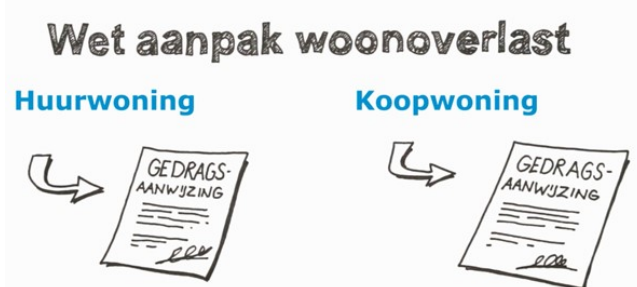 Wet aanpak woonoverlast
Huurwoning
Koopwoning
GEDRAGS-
AANWIJZING
GEDRAGS-
AANWIJZING